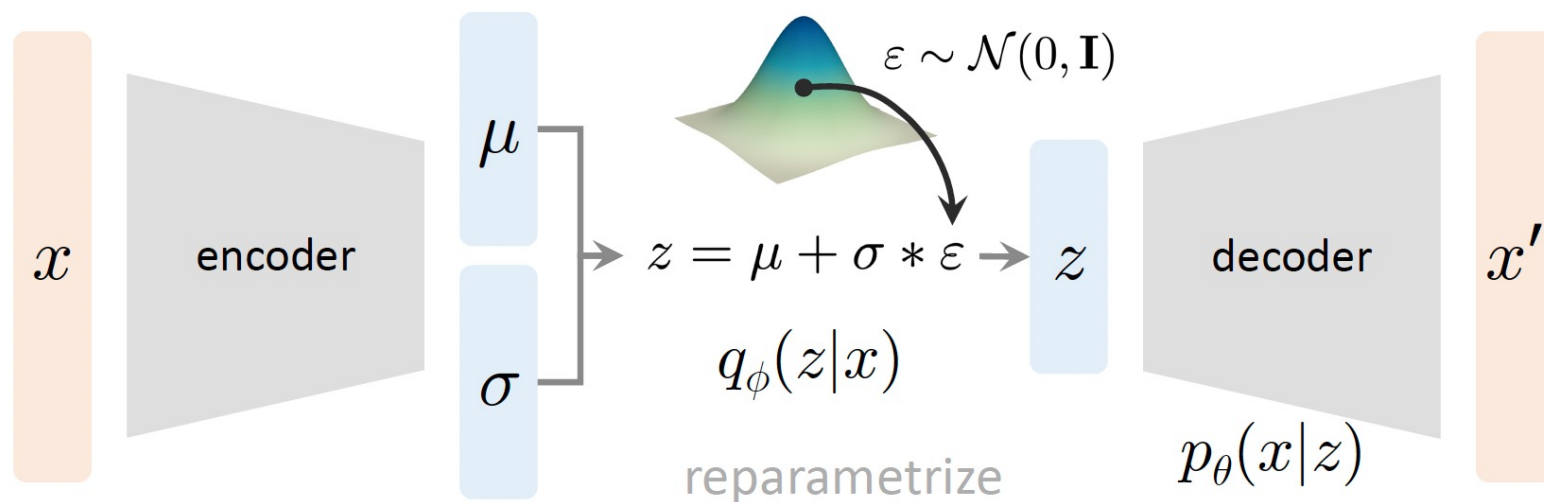 x
encoder
μ
σ
ε ∼ 𝒩(0, 𝐈)
z = μ + σ * ε
q_ϕ(z|x)
reparametrize
z
decoder
p_θ(x|z)
x′